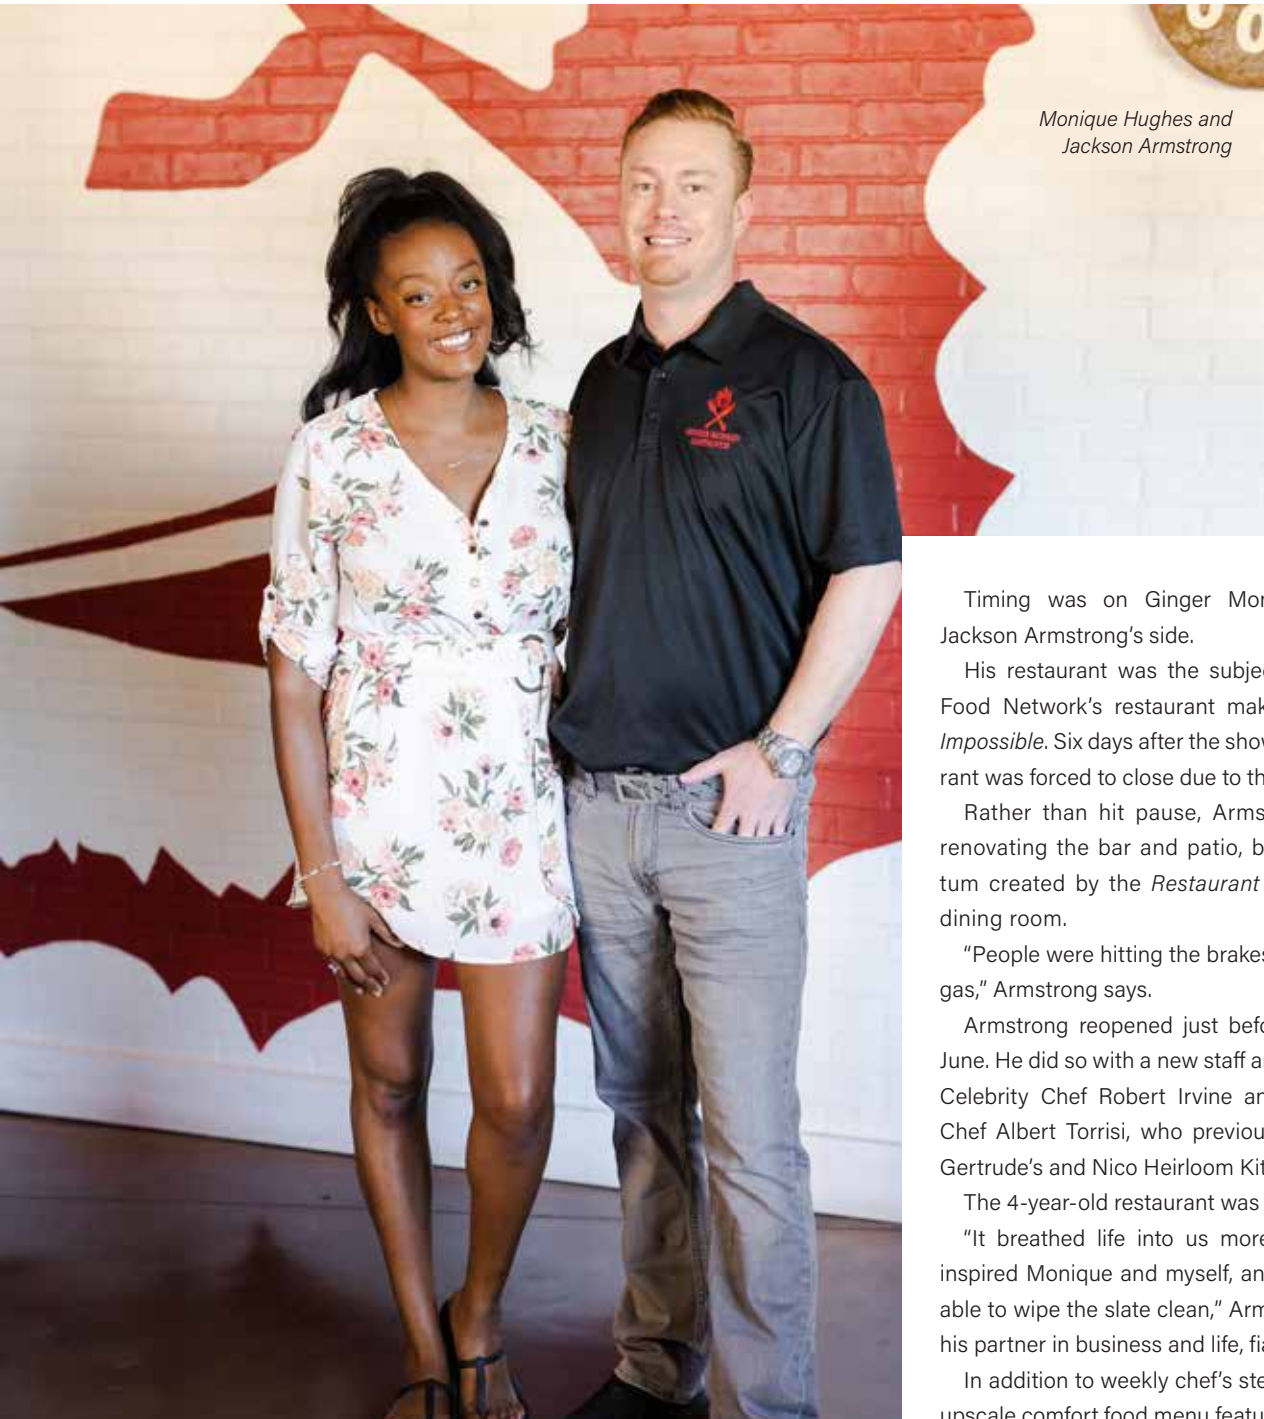 Monique Hughes and
Jackson Armstrong
Timing was on Ginger
Jackson Armstrong’s side.
His restaurant was the
Food Network’s restaurant
Impossible. Six days after the
rant was forced to close due to
Rather than hit pause,
renovating the bar and patio,
tum created by the Restaurant
dining room.
“People were hitting the
gas,” Armstrong says.
Armstrong reopened just
June. He did so with a new staff
Celebrity Chef Robert Irvine
Chef Albert Torrisi, who
Gertrude’s and Nico Heirloom
The 4-year-old restaurant was
“It breathed life into us more
inspired Monique and myself,
able to wipe the slate clean,”
his partner in business and life,
In addition to weekly chef’s
upscale comfort food menu